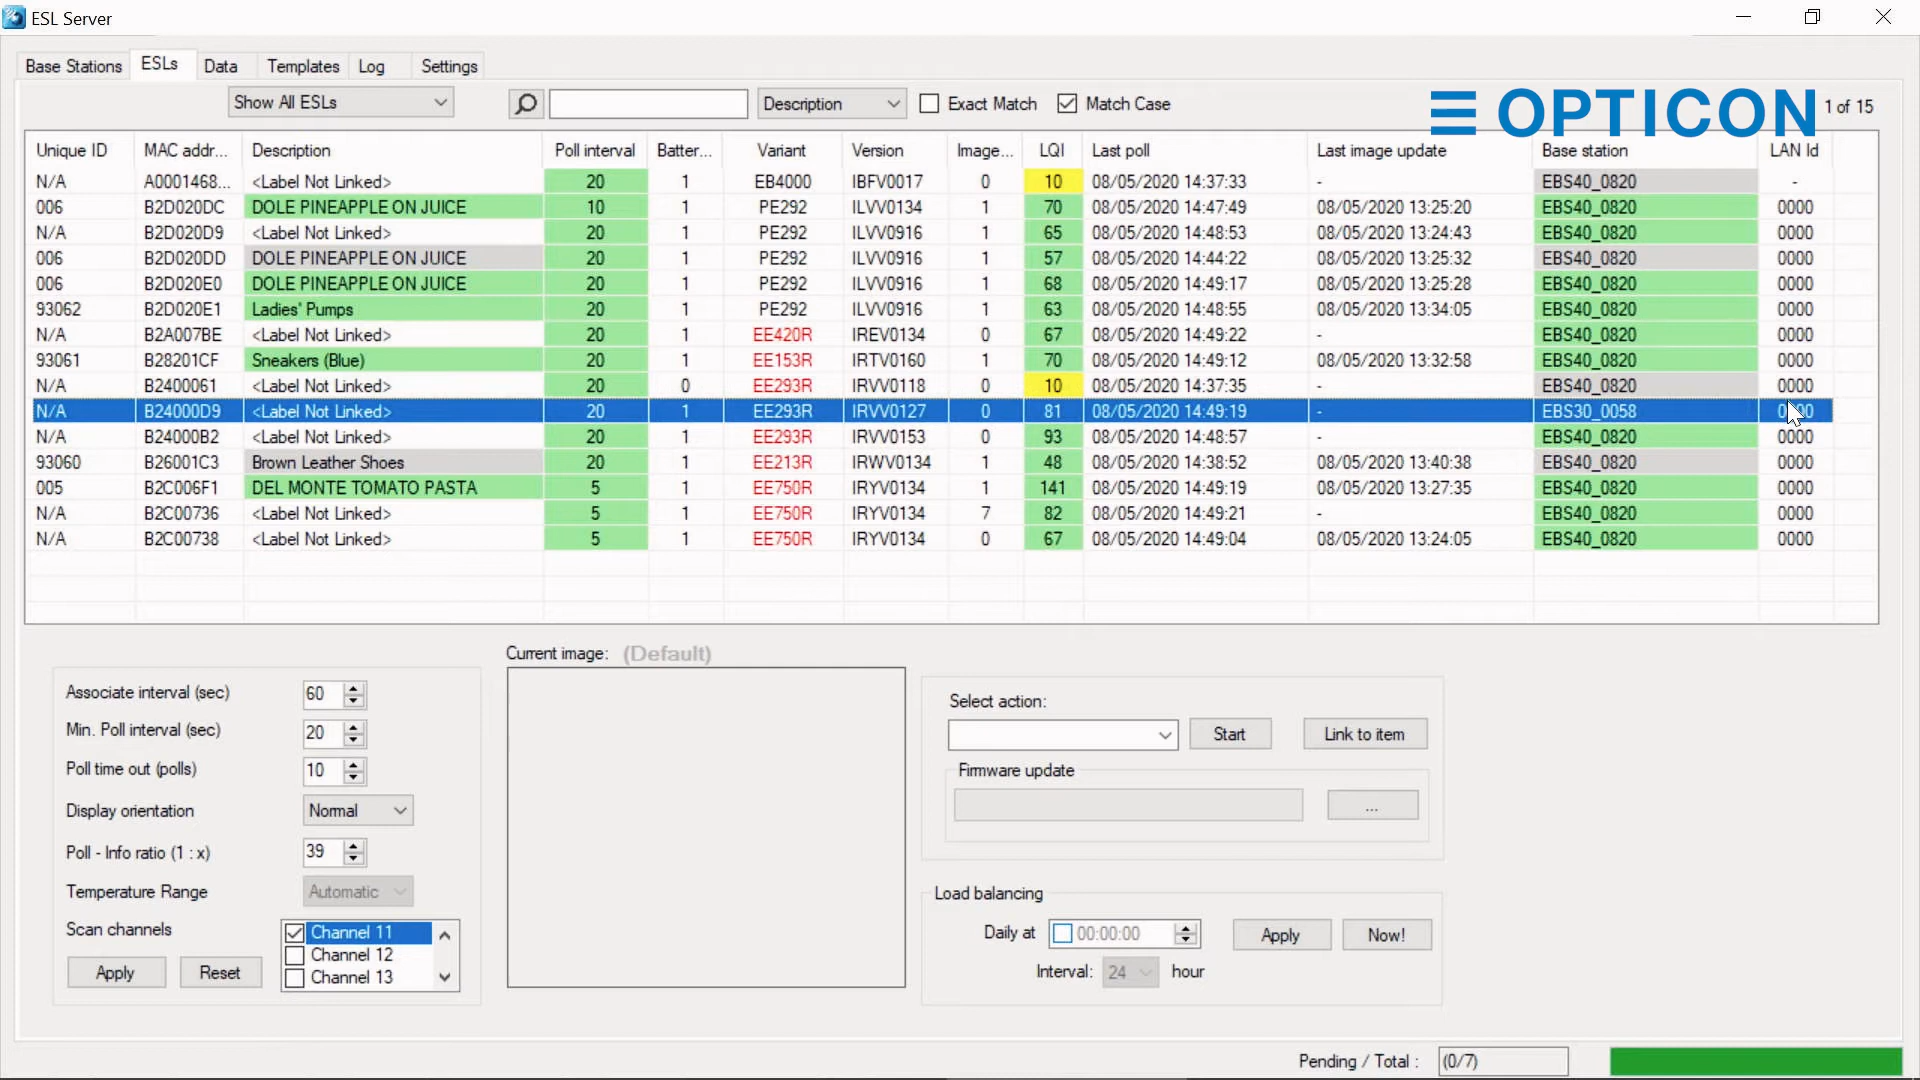 ESL Server
Base Stations ESLs Data Templates Log Settings
Show All ESLs Description Exact Match Match Case OPTICON 1 of 15
Unique ID MAC addr... Description Poll interval Batter... Variant Version Image... LQI Last poll Last image update Base station LAN Id
N/A A0001468... <Label Not Linked> 20 1 EB4000 IBFV0017 0 10 08/05/2020 14:37:33 - EBS40_0820 -
006 B2D020DC DOLE PINEAPPLE ON JUICE 10 1 PE292 ILVV0134 1 70 08/05/2020 14:47:49 08/05/2020 13:25:20 EBS40_0820 0000
N/A B2D020D9 <Label Not Linked> 20 1 PE292 ILVV0916 1 65 08/05/2020 14:48:53 08/05/2020 13:24:43 EBS40_0820 0000
006 B2D020DD DOLE PINEAPPLE ON JUICE 20 1 PE292 ILVV0916 1 57 08/05/2020 14:44:22 08/05/2020 13:25:32 EBS40_0820 0000
006 B2D020E0 DOLE PINEAPPLE ON JUICE 20 1 PE292 ILVV0916 1 68 08/05/2020 14:49:17 08/05/2020 13:25:28 EBS40_0820 0000
93062 B2D020E1 Ladies' Pumps 20 1 PE292 ILVV0916 1 63 08/05/2020 14:48:55 08/05/2020 13:34:05 EBS40_0820 0000
N/A B2A007BE <Label Not Linked> 20 1 EE420R IREV0134 0 67 08/05/2020 14:49:22 - EBS40_0820 0000
93061 B28201CF Sneakers (Blue) 20 1 EE153R IRTV0160 1 70 08/05/2020 14:49:12 08/05/2020 13:32:58 EBS40_0820 0000
N/A B2400061 <Label Not Linked> 20 0 EE293R IRVV0118 0 10 08/05/2020 14:37:35 - EBS40_0820 0000
N/A B24000D9 <Label Not Linked> 20 1 EE293R IRVV0127 0 81 08/05/2020 14:49:19 - EBS30_0058
N/A B24000B2 <Label Not Linked> 20 1 EE293R IRVV0153 0 93 08/05/2020 14:48:57 - EBS40_0820 0000
93060 B26001C3 Brown Leather Shoes 20 1 EE213R IRWV0134 1 48 08/05/2020 14:38:52 08/05/2020 13:40:38 EBS40_0820 0000
005 B2C006F1 DEL MONTE TOMATO PASTA 5 1 EE750R IRYV0134 1 141 08/05/2020 14:49:19 08/05/2020 13:27:35 EBS40_0820 0000
N/A B2C00736 <Label Not Linked> 5 1 EE750R IRYV0134 7 82 08/05/2020 14:49:21 - EBS40_0820 0000
N/A B2C00738 <Label Not Linked> 5 1 EE750R IRYV0134 0 67 08/05/2020 14:49:04 08/05/2020 13:24:05 EBS40_0820 0000
Current image: (Default)
Associate interval (sec) 60
Min. Poll interval (sec) 20
Poll time out (polls) 10
Display orientation Normal
Poll - Info ratio (1 : x) 39
Temperature Range Automatic
Scan channels Channel 11
Channel 12
Channel 13
Apply Reset
Select action:
Start Link to item
Firmware update
...
Load balancing
Daily at 00:00:00 Apply Now!
Interval: 24 hour
Pending / Total : (0/7)